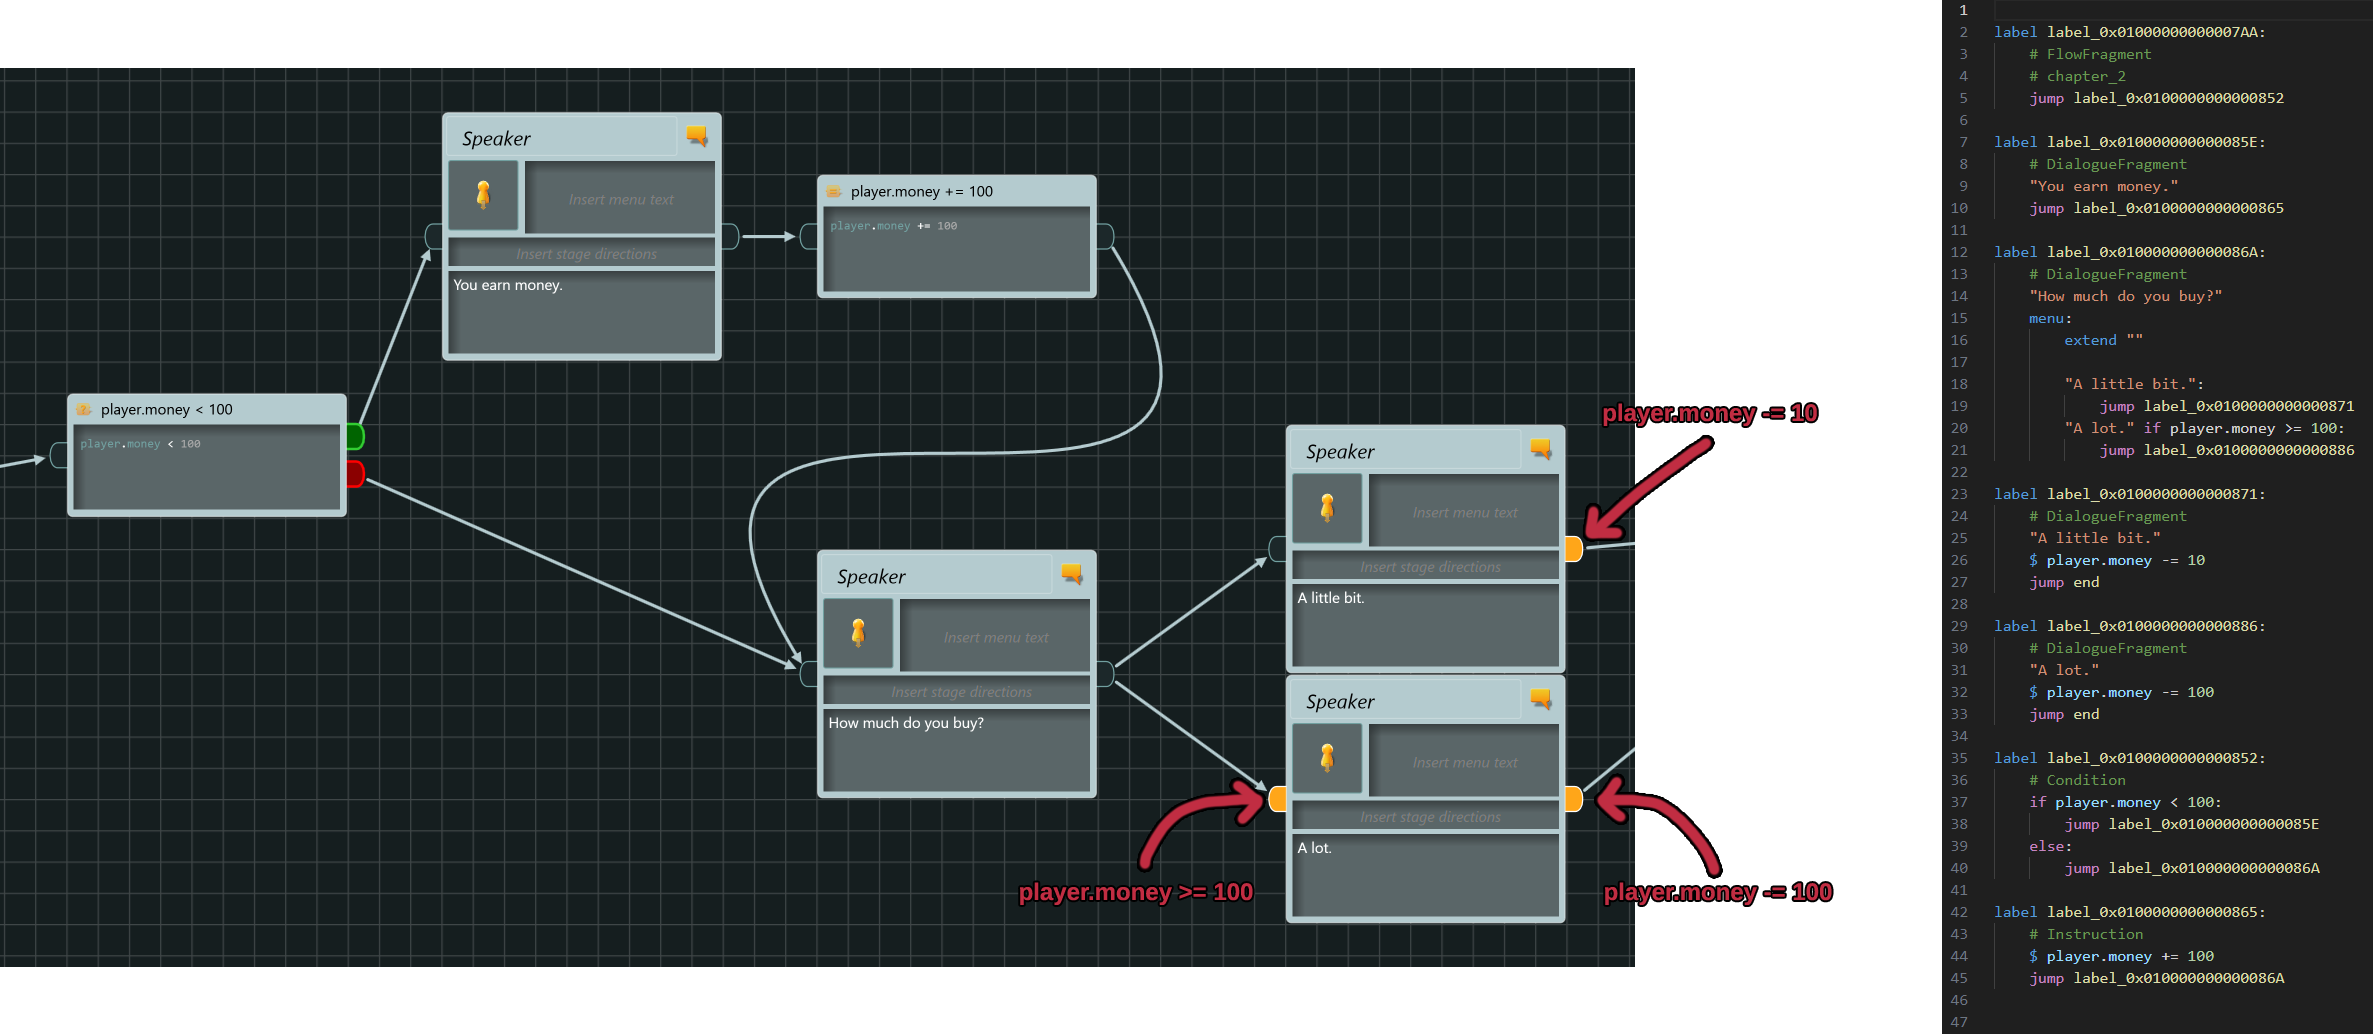 Speaker
Insert menu text
Insert stage directions
You earn money.
player.money += 100
player.money += 100
player.money < 100
player.money < 100
Speaker
Insert menu text
Insert stage directions
How much do you buy?
Speaker
Insert menu text
Insert stage directions
A little bit.
player.money -= 10
Speaker
Insert menu text
Insert stage directions
A lot.
player.money >= 100
player.money -= 100
1
2 label label_0x01000000000007AA:
3 # FlowFragment
4 # chapter_2
5 jump label_0x0100000000000852
6
7 label label_0x010000000000085E:
8 # DialogueFragment
9 "You earn money."
10 jump label_0x0100000000000865
11
12 label label_0x010000000000086A:
13 # DialogueFragment
14 "How much do you buy?"
15 menu:
16 extend ""
17
18 "A little bit.":
19 jump label_0x0100000000000871
20 "A lot." if player.money >= 100:
21 jump label_0x0100000000000886
22
23 label label_0x0100000000000871:
24 # DialogueFragment
25 "A little bit."
26 $ player.money -= 10
27 jump end
28
29 label label_0x0100000000000886:
30 # DialogueFragment
31 "A lot."
32 $ player.money -= 100
33 jump end
34
35 label label_0x0100000000000852:
36 # Condition
37 if player.money < 100:
38 jump label_0x010000000000085E
39 else:
40 jump label_0x010000000000086A
41
42 label label_0x0100000000000865:
43 # Instruction
44 $ player.money += 100
45 jump label_0x010000000000086A
46
47